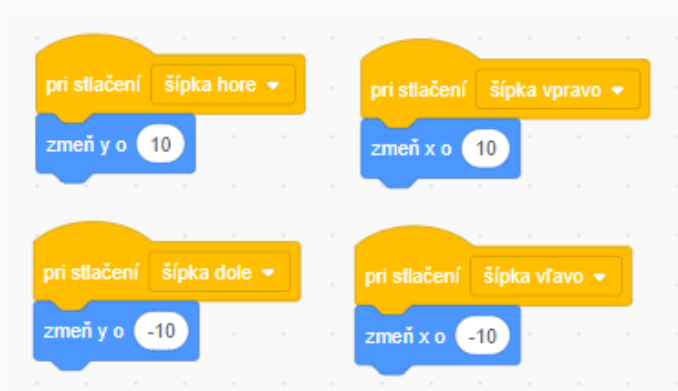 pri stlačení šípka hore
zmeň y o 10
pri stlačení šípka vpravo
zmeň x o 10
pri stlačení šípka dole
zmeň y o -10
pri stlačení šípka vľavo
zmeň x o -10